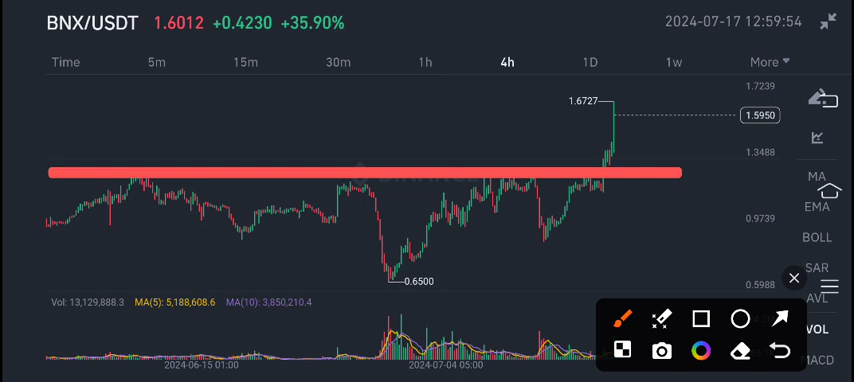 BNX/USDT 1.6012 +0.4230 +35.90% 2024-07-17 12:59:54
Time 5m 15m 30m 1h 4h 1D 1w More
1.7239
1.6727
1.5950
1.3488
MA
EMA
0.9739
BOLL
SAR
0.6500
0.5988
AVL
Vol: 13,129,888.3 MA(5): 5,188,608.6 MA(10): 3,850,210.4
VOL
MACD
2024-06-15 01:00 2024-07-04 05:00